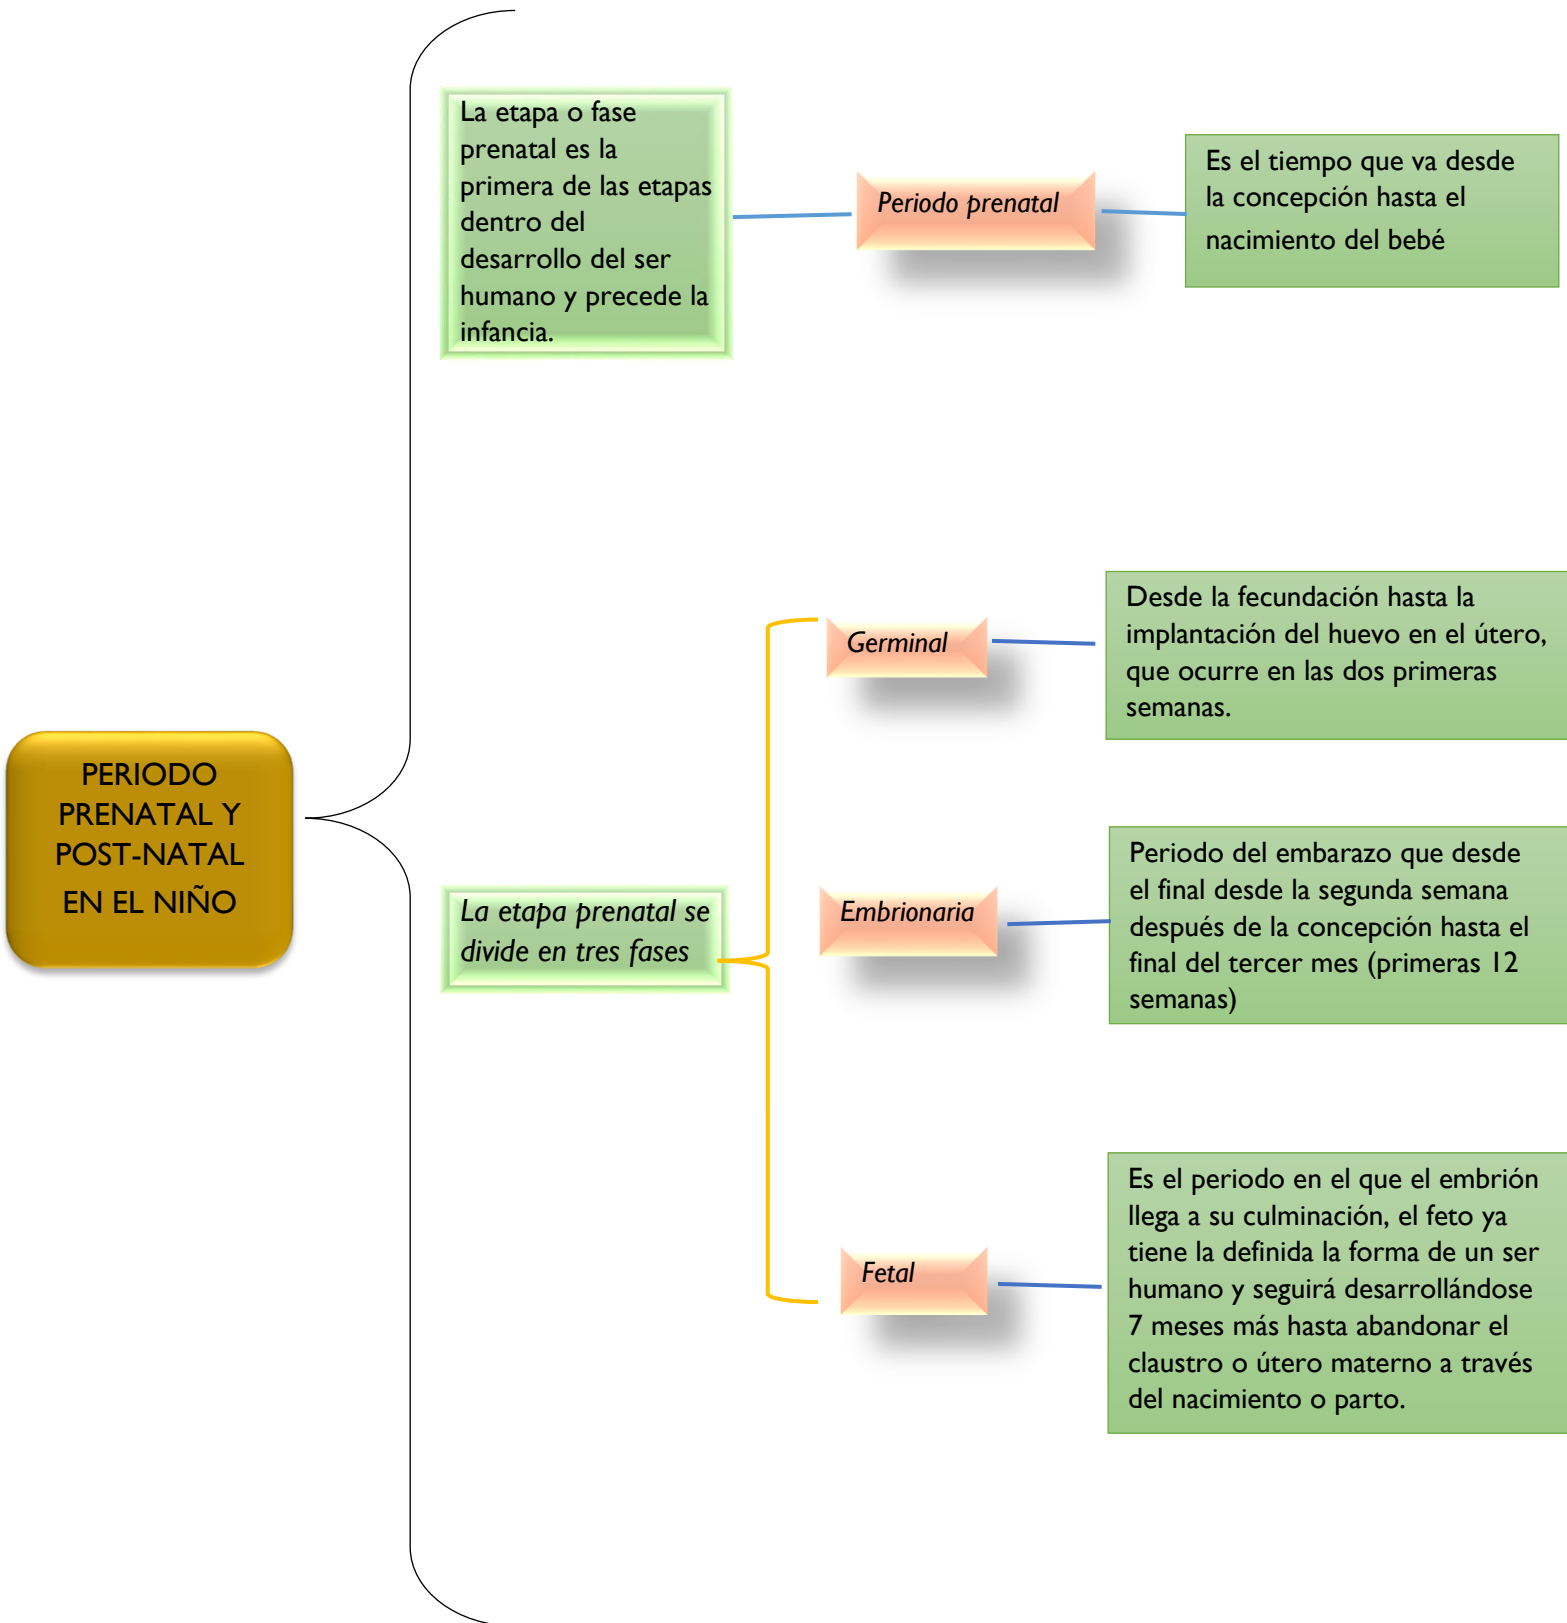 La etapa o fase
prenatal es la
primera de las etapas
dentro del
desarrollo del ser
humano y precede la
infancia.
Periodo prenatal
Es el tiempo que va desde
la concepción hasta el
nacimiento del bebé
PERIODO
PRENATAL Y
POST-NATAL
EN EL NIÑO
La etapa prenatal se
divide en tres fases
Germinal
Desde la fecundación hasta la
implantación del huevo en el útero,
que ocurre en las dos primeras
semanas.
Embrionaria
Periodo del embarazo que desde
el final desde la segunda semana
después de la concepción hasta el
final del tercer mes (primeras 12
semanas)
Fetal
Es el periodo en el que el embrión
llega a su culminación, el feto ya
tiene la definida la forma de un ser
humano y seguirá desarrollándose
7 meses más hasta abandonar el
claustro o útero materno a través
del nacimiento o parto.